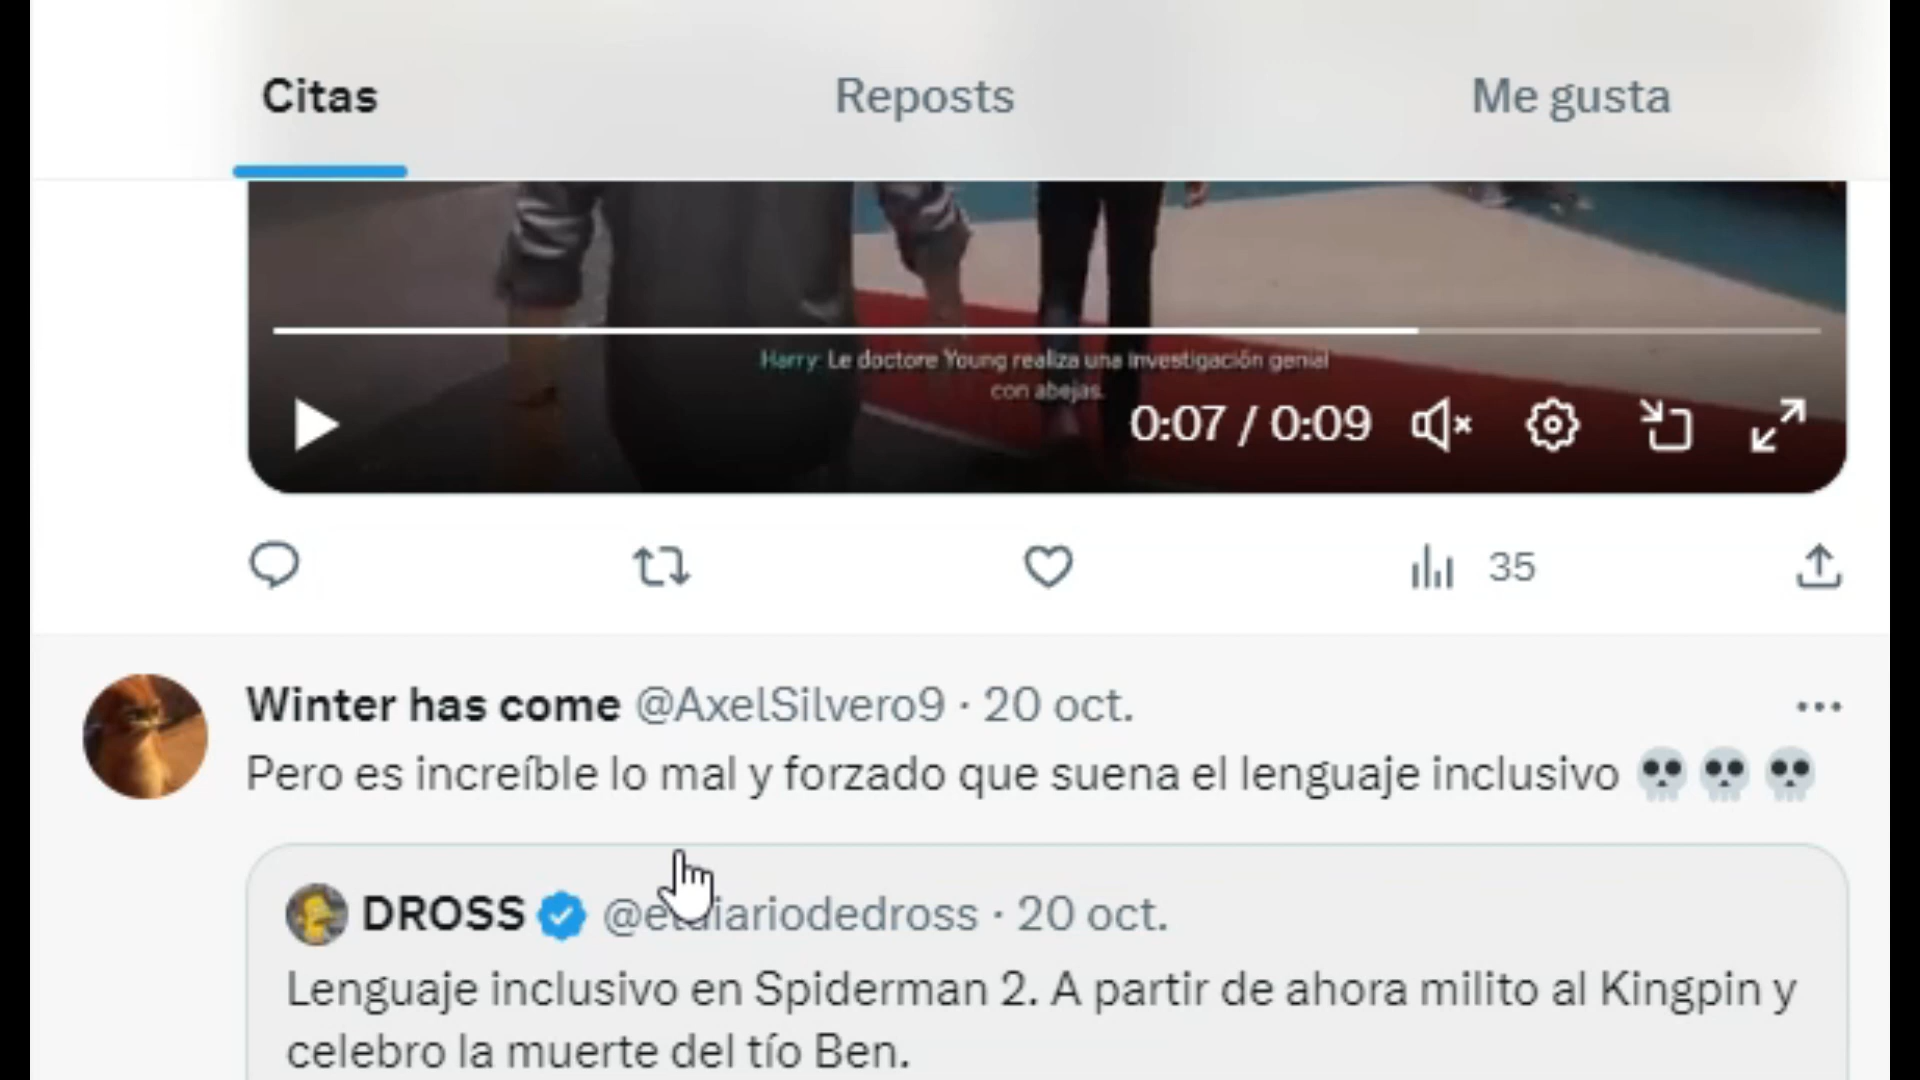 Citas Reposts Me gusta
Harry: Le doctore Young realiza una investigación genial
con abejas.
0:07 / 0:09
35
Winter has come @AxelSilvero9 · 20 oct.
Pero es increíble lo mal y forzado que suena el lenguaje inclusivo 💀💀💀
DROSS @eldiariodedross · 20 oct.
Lenguaje inclusivo en Spiderman 2. A partir de ahora milito al Kingpin y
celebro la muerte del tío Ben.